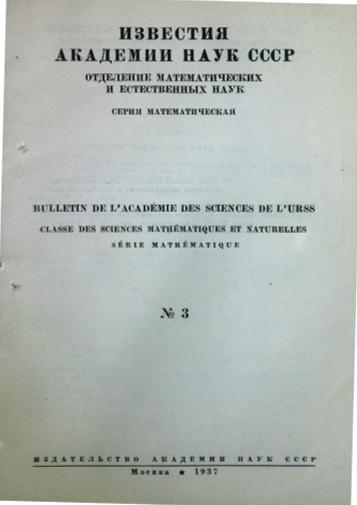 ИЗВЕСТИЯ
АКАДЕМИИ НАУК СССР
ОТДЕЛЕНИЕ МАТЕМАТИЧЕСКИХ
И ЕСТЕСТВЕННЫХ НАУК
СЕРИЯ МАТЕМАТИЧЕСКАЯ
BULLETIN DE L'ACADÉMIE DES SCIENCES DE L'URSS
CLASSE DES SCIENCES MATHÉMATIQUES ET NATURELLES
SÉRIE MATHÉMATIQUE
№ 3
ИЗДАТЕЛЬСТВО АКАДЕМИИ НАУК СССР
Москва ★ 1937